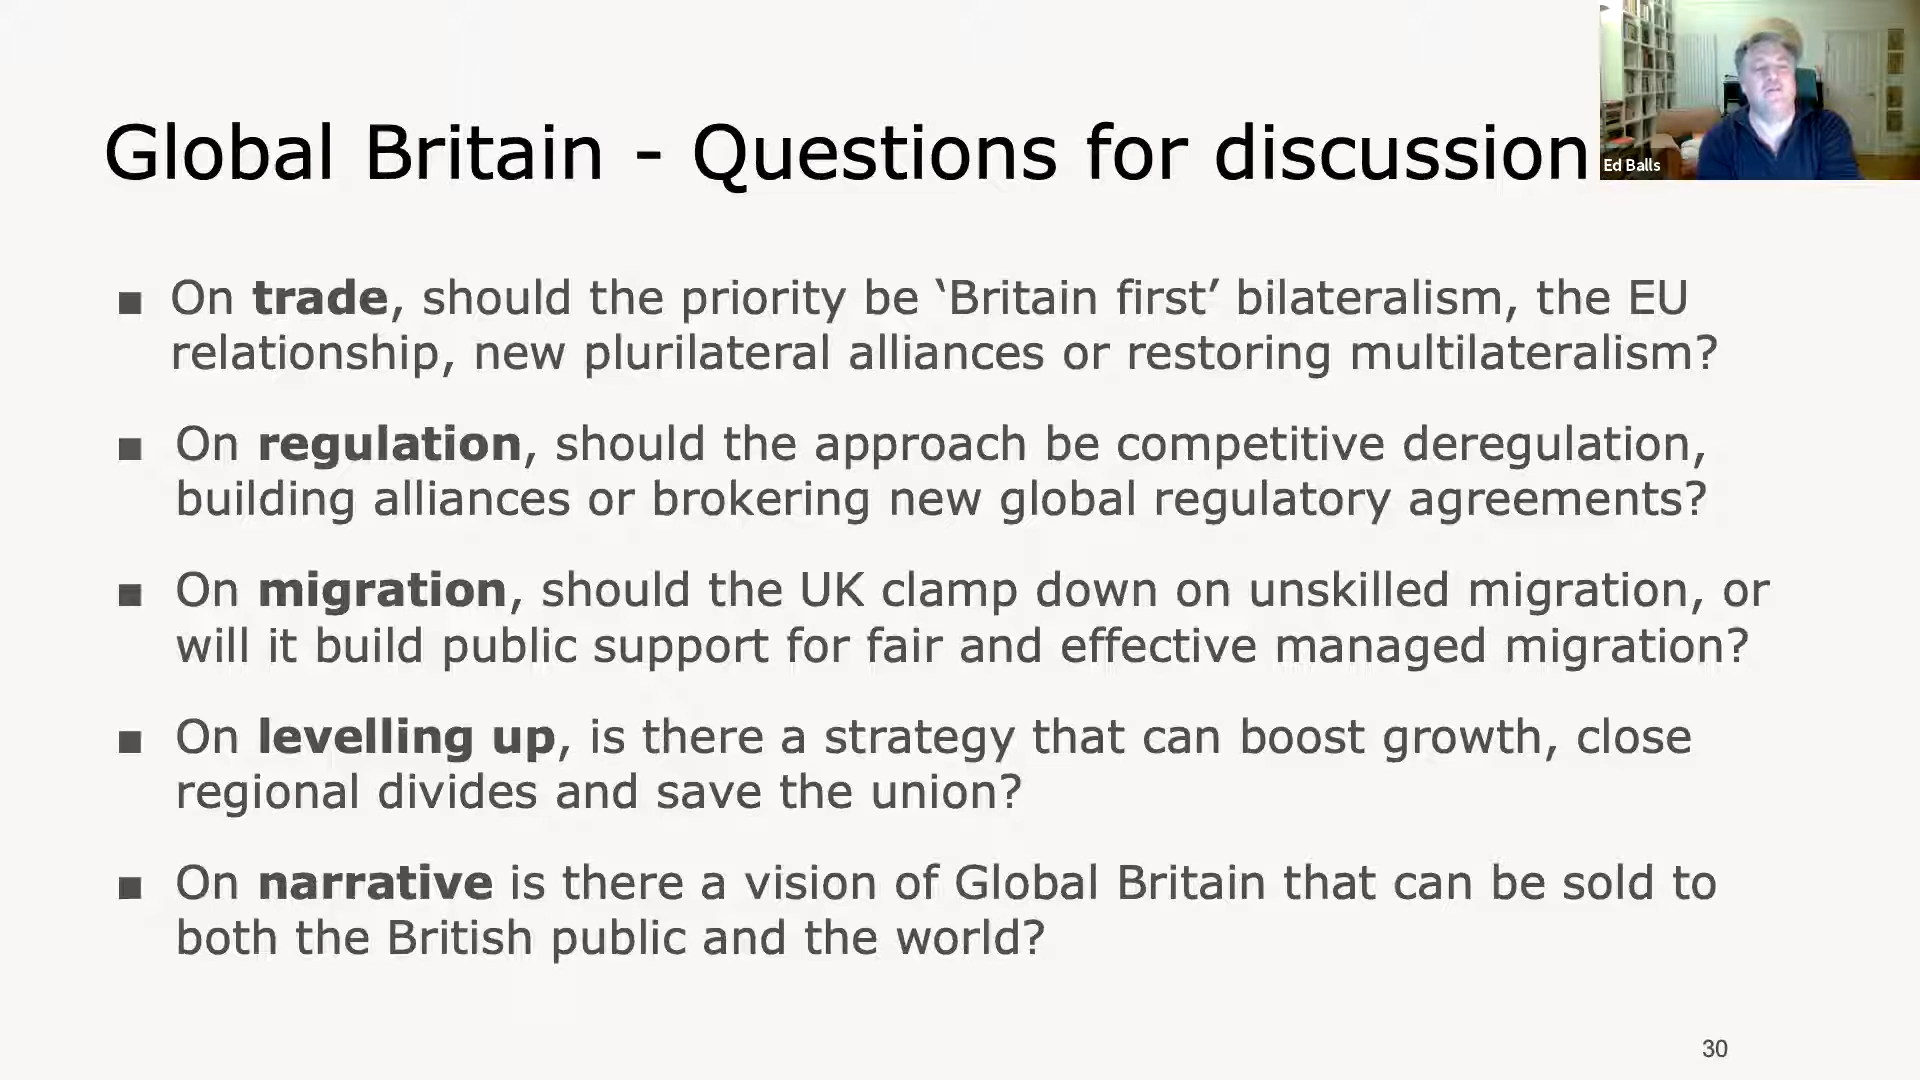 Global Britain - Questions for discussion
Ed Balls
■ On trade, should the priority be ‘Britain first’ bilateralism, the EU
relationship, new plurilateral alliances or restoring multilateralism?
■ On regulation, should the approach be competitive deregulation,
building alliances or brokering new global regulatory agreements?
■ On migration, should the UK clamp down on unskilled migration, or
will it build public support for fair and effective managed migration?
■ On levelling up, is there a strategy that can boost growth, close
regional divides and save the union?
■ On narrative is there a vision of Global Britain that can be sold to
both the British public and the world?
30